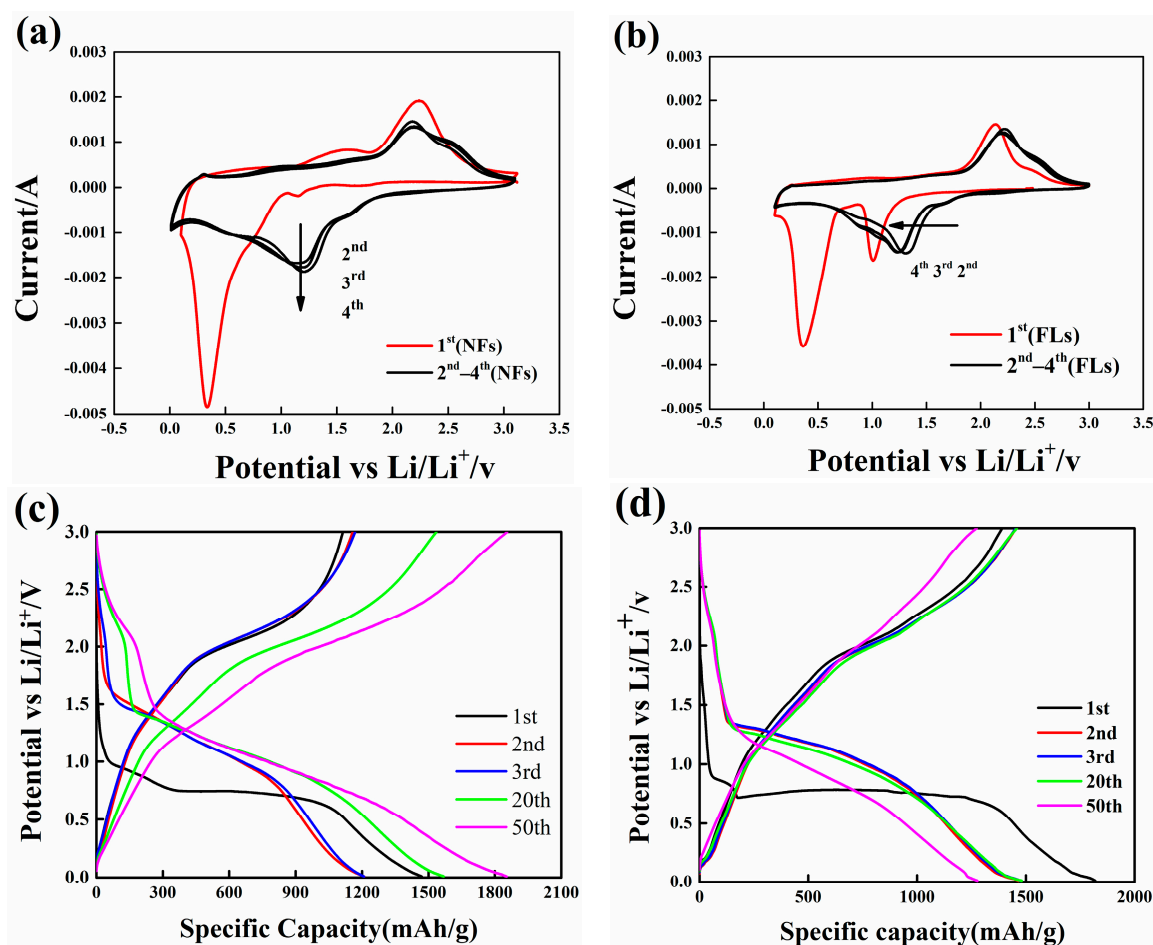 (a)
0.003
0.002
0.001
0.000
-0.001
-0.002
-0.003
-0.004
-0.005
-0.5 0.0 0.5 1.0 1.5 2.0 2.5 3.0 3.5
Current/A
Potential vs Li/Li⁺/v
2ⁿᵈ
3ʳᵈ
4ᵗʰ
1ˢᵗ(NFs)
2ⁿᵈ–4ᵗʰ(NFs)
(b)
0.003
0.002
0.001
0.000
-0.001
-0.002
-0.003
-0.004
-0.005
-0.5 0.0 0.5 1.0 1.5 2.0 2.5 3.0 3.5
Current/A
Potential vs Li/Li⁺/v
4ᵗʰ 3ʳᵈ 2ⁿᵈ
1ˢᵗ(FLs)
2ⁿᵈ–4ᵗʰ(FLs)
(c)
3.0
2.5
2.0
1.5
1.0
0.5
0.0
0 300 600 900 1200 1500 1800 2100
Potential vs Li/Li⁺/V
Specific Capacity(mAh/g)
1st
2nd
3rd
20th
50th
(d)
3.0
2.5
2.0
1.5
1.0
0.5
0.0
0 500 1000 1500 2000
Potential vs Li/Li⁺/v
Specific capacity(mAh/g)
1st
2nd
3rd
20th
50th